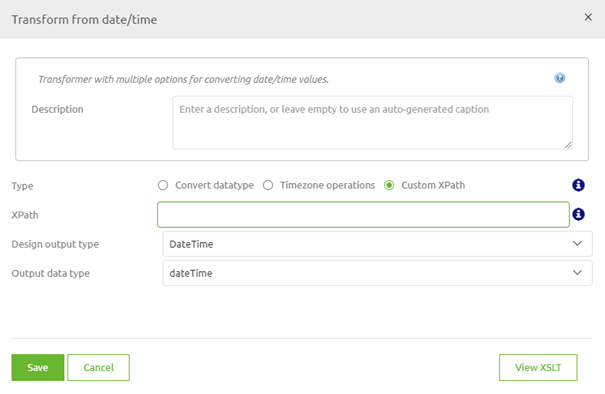 Transform from date/time
×
Transformer with multiple options for converting date/time values.
Description
Enter a description, or leave empty to use an auto-generated caption
Type Convert datatype Timezone operations Custom XPath
XPath
Design output type DateTime
Output data type dateTime
Save Cancel View XSLT